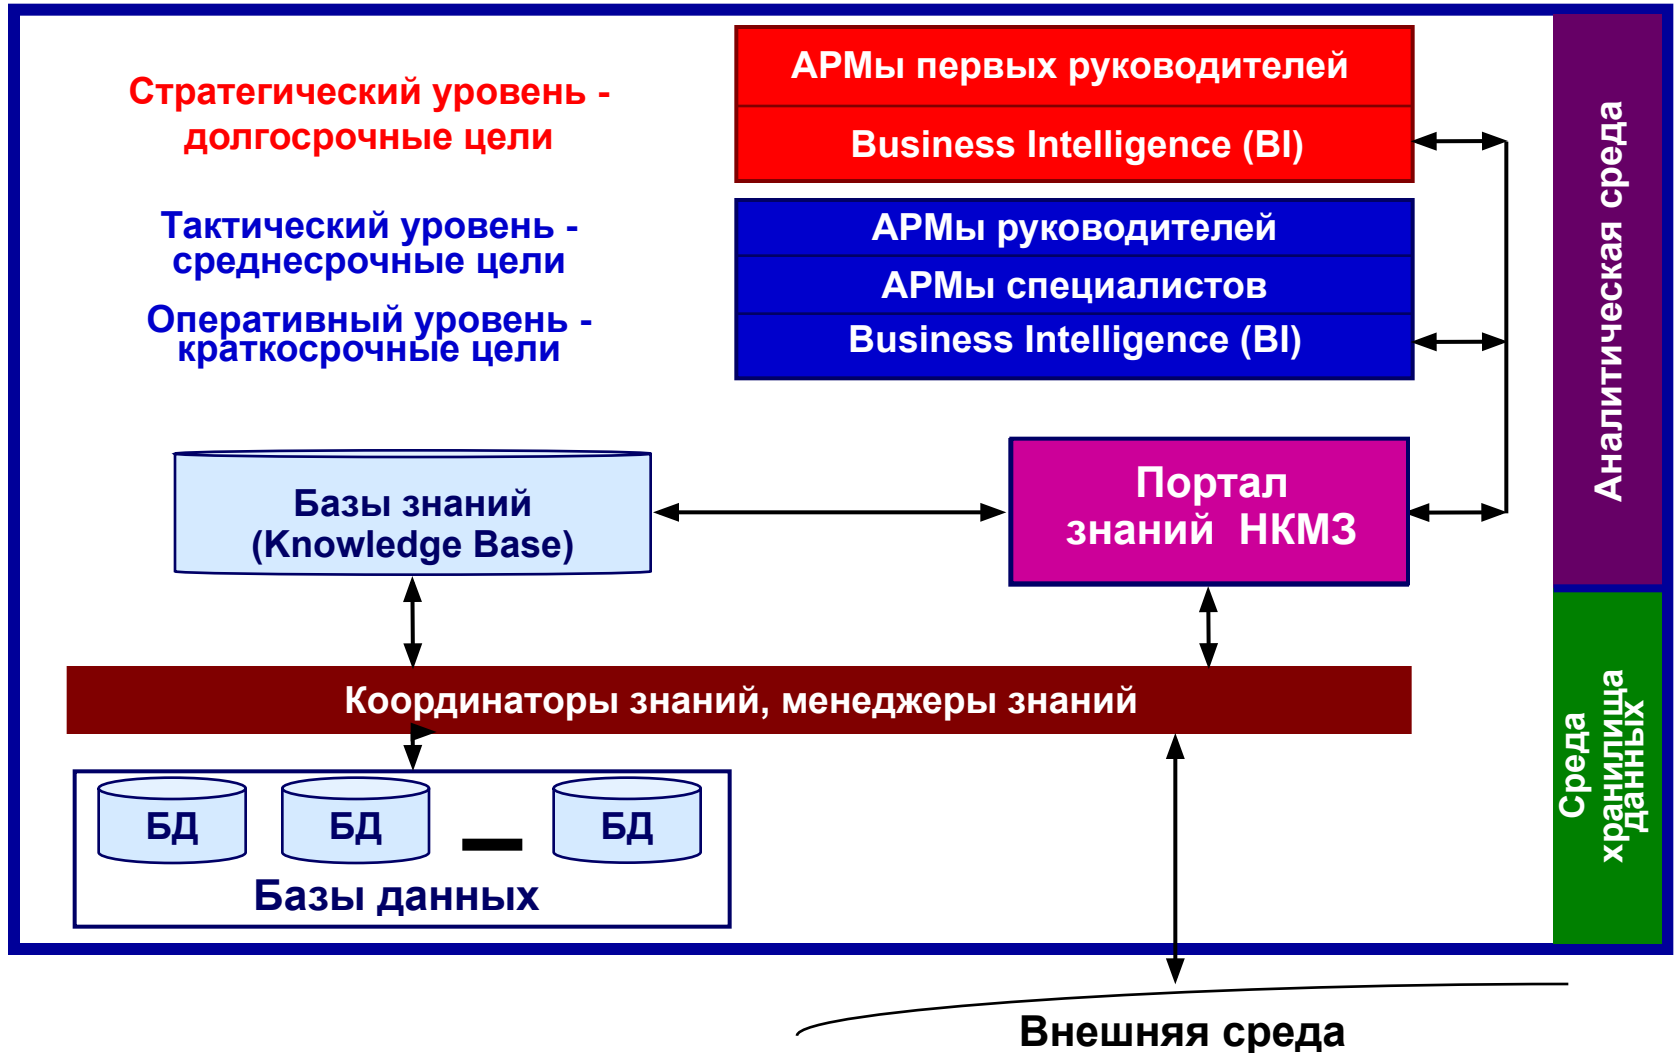 Стратегический уровень -
долгосрочные цели
АРМы первых руководителей
Business Intelligence (BI)
Тактический уровень -
среднесрочные цели
Оперативный уровень -
краткосрочные цели
АРМы руководителей
АРМы специалистов
Business Intelligence (BI)
Аналитическая среда
Базы знаний
(Knowledge Base)
Портал
знаний НКМЗ
Координаторы знаний, менеджеры знаний
Среда
хранилища
данных
БД
БД
БД
Базы данных
Внешняя среда